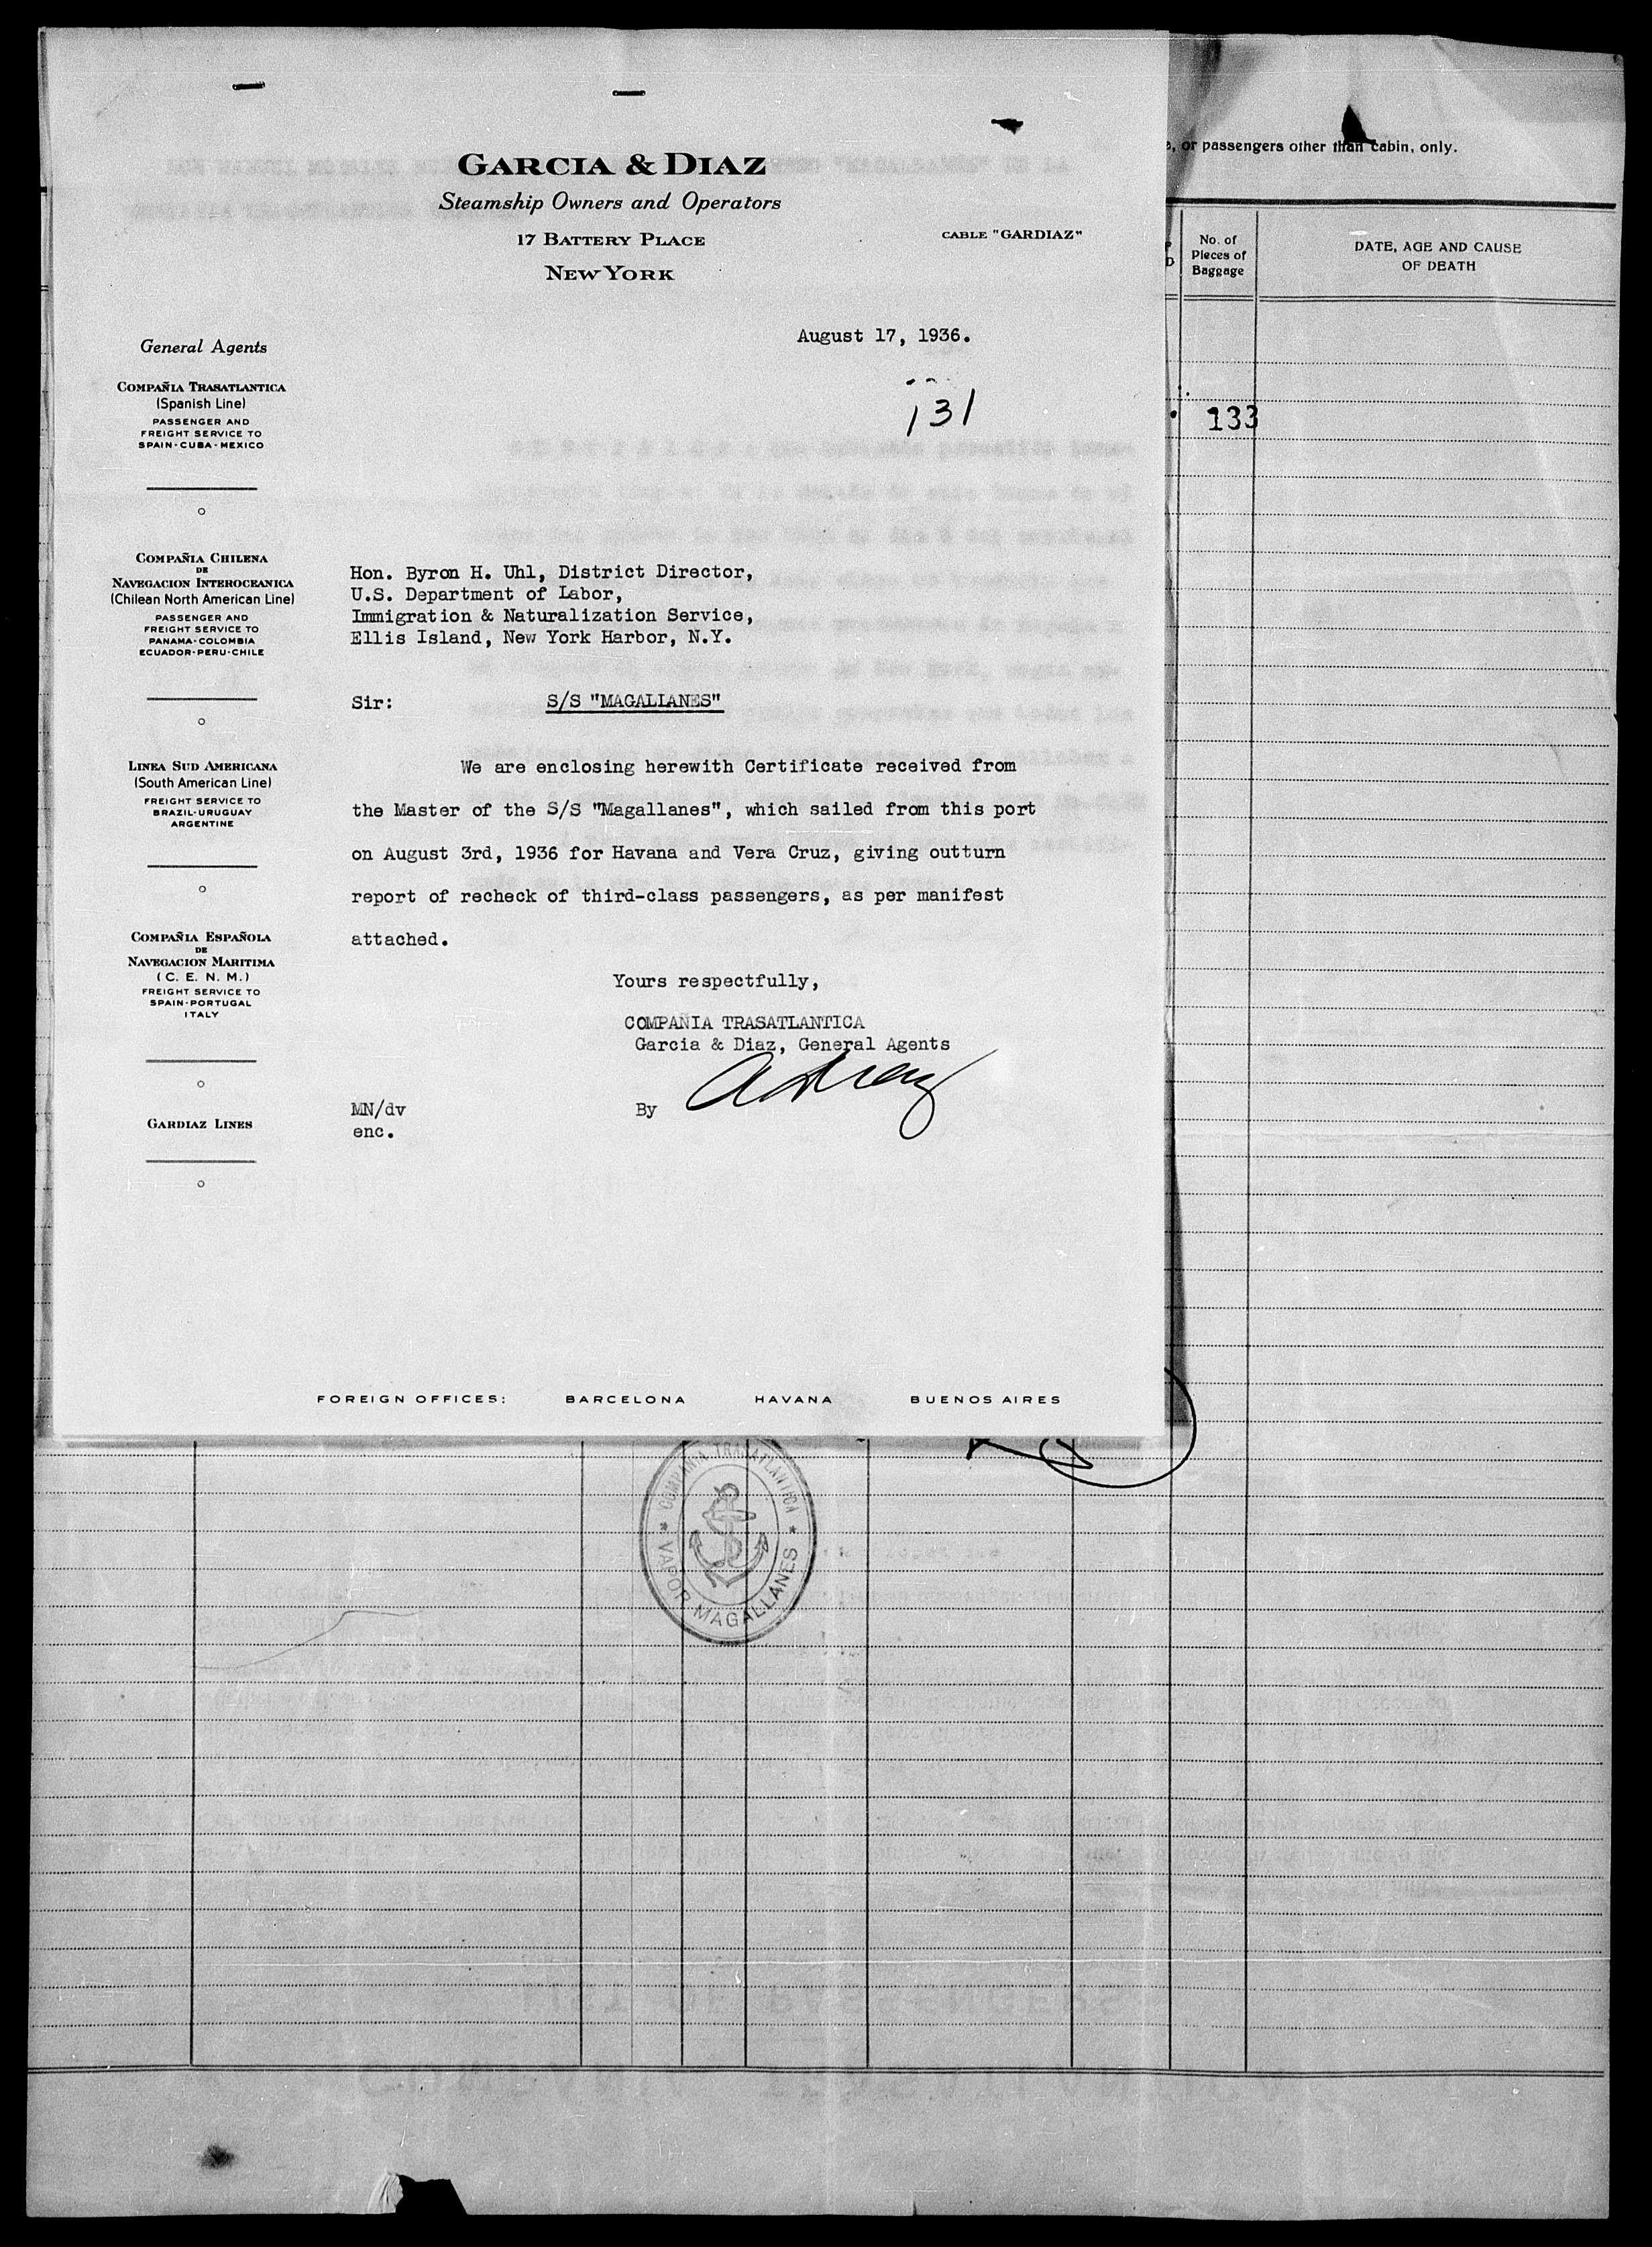 GARCIA & DIAZ
Steamship Owners and Operators
17 BATTERY PLACE
NEW YORK
CABLE "GARDIAZ"
August 17, 1936.
131
General Agents
COMPAÑIA TRASATLANTICA
(Spanish Line)
PASSENGER AND
FREIGHT SERVICE TO
SPAIN-CUBA-MEXICO
COMPAÑIA CHILENA
DE
NAVEGACION INTEROCEANICA
(Chilean North American Line)
PASSENGER AND
FREIGHT SERVICE TO
PANAMA-COLOMBIA
ECUADOR-PERU-CHILE
LINEA SUD AMERICANA
(South American Line)
FREIGHT SERVICE TO
BRAZIL-URUGUAY
ARGENTINE
COMPAÑIA ESPAÑOLA
DE
NAVEGACION MARITIMA
(C. E. N. M.)
FREIGHT SERVICE TO
SPAIN-PORTUGAL
ITALY
GARDIAZ LINES
Hon. Byron H. Uhl, District Director,
U.S. Department of Labor,
Immigration & Naturalization Service,
Ellis Island, New York Harbor, N.Y.
Sir: S/S "MAGALLANES"
We are enclosing herewith Certificate received from
the Master of the S/S "Magallanes", which sailed from this port
on August 3rd, 1936 for Havana and Vera Cruz, giving outturn
report of recheck of third-class passengers, as per manifest
attached.
Yours respectfully,
COMPAÑIA TRASATLANTICA
Garcia & Diaz, General Agents
By
MN/dv
enc.
FOREIGN OFFICES: BARCELONA HAVANA BUENOS AIRES
or passengers other than cabin, only.
No. of
Pieces of
Baggage
DATE, AGE AND CAUSE
OF DEATH
133
COMPAÑIA TRASATLANTICA
VAPOR MAGALLANES